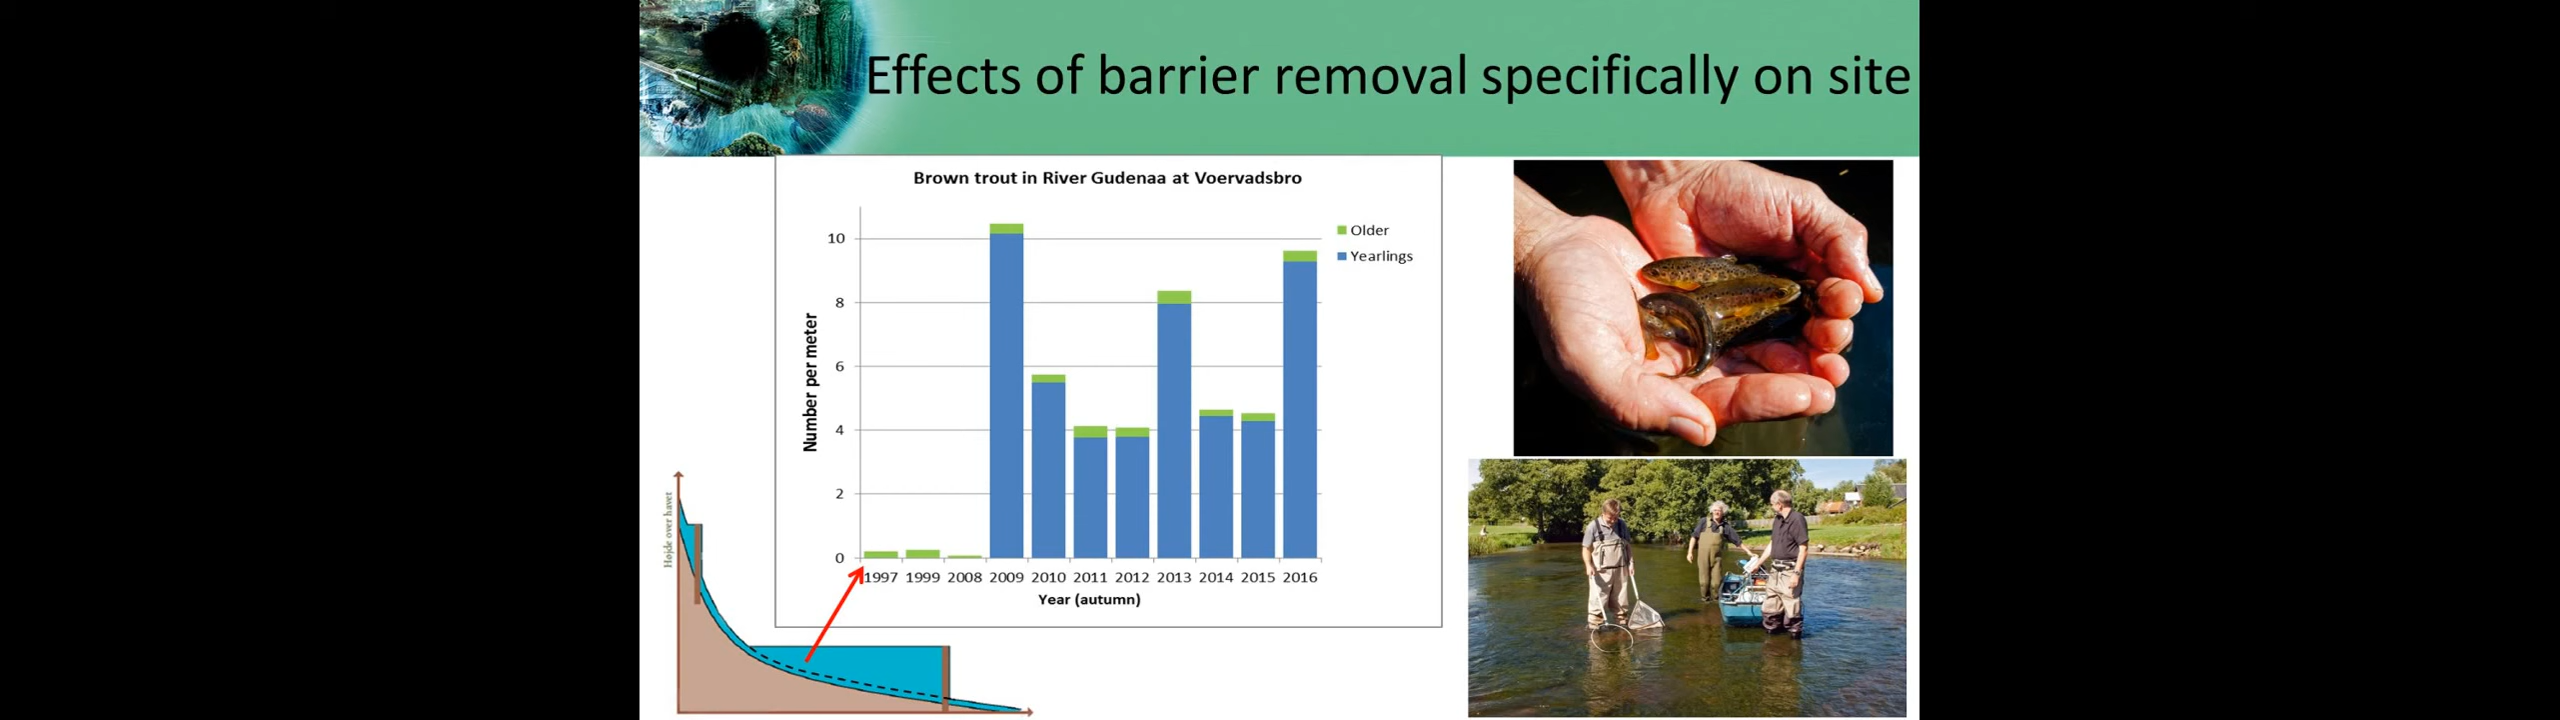 Effects of barrier removal specifically on site
Brown trout in River Gudenaa at Voervadsbro
Number per meter
10
8
6
4
2
0
1997 1999 2008 2009 2010 2011 2012 2013 2014 2015 2016
Year (autumn)
Older
Yearlings
Højde over havet